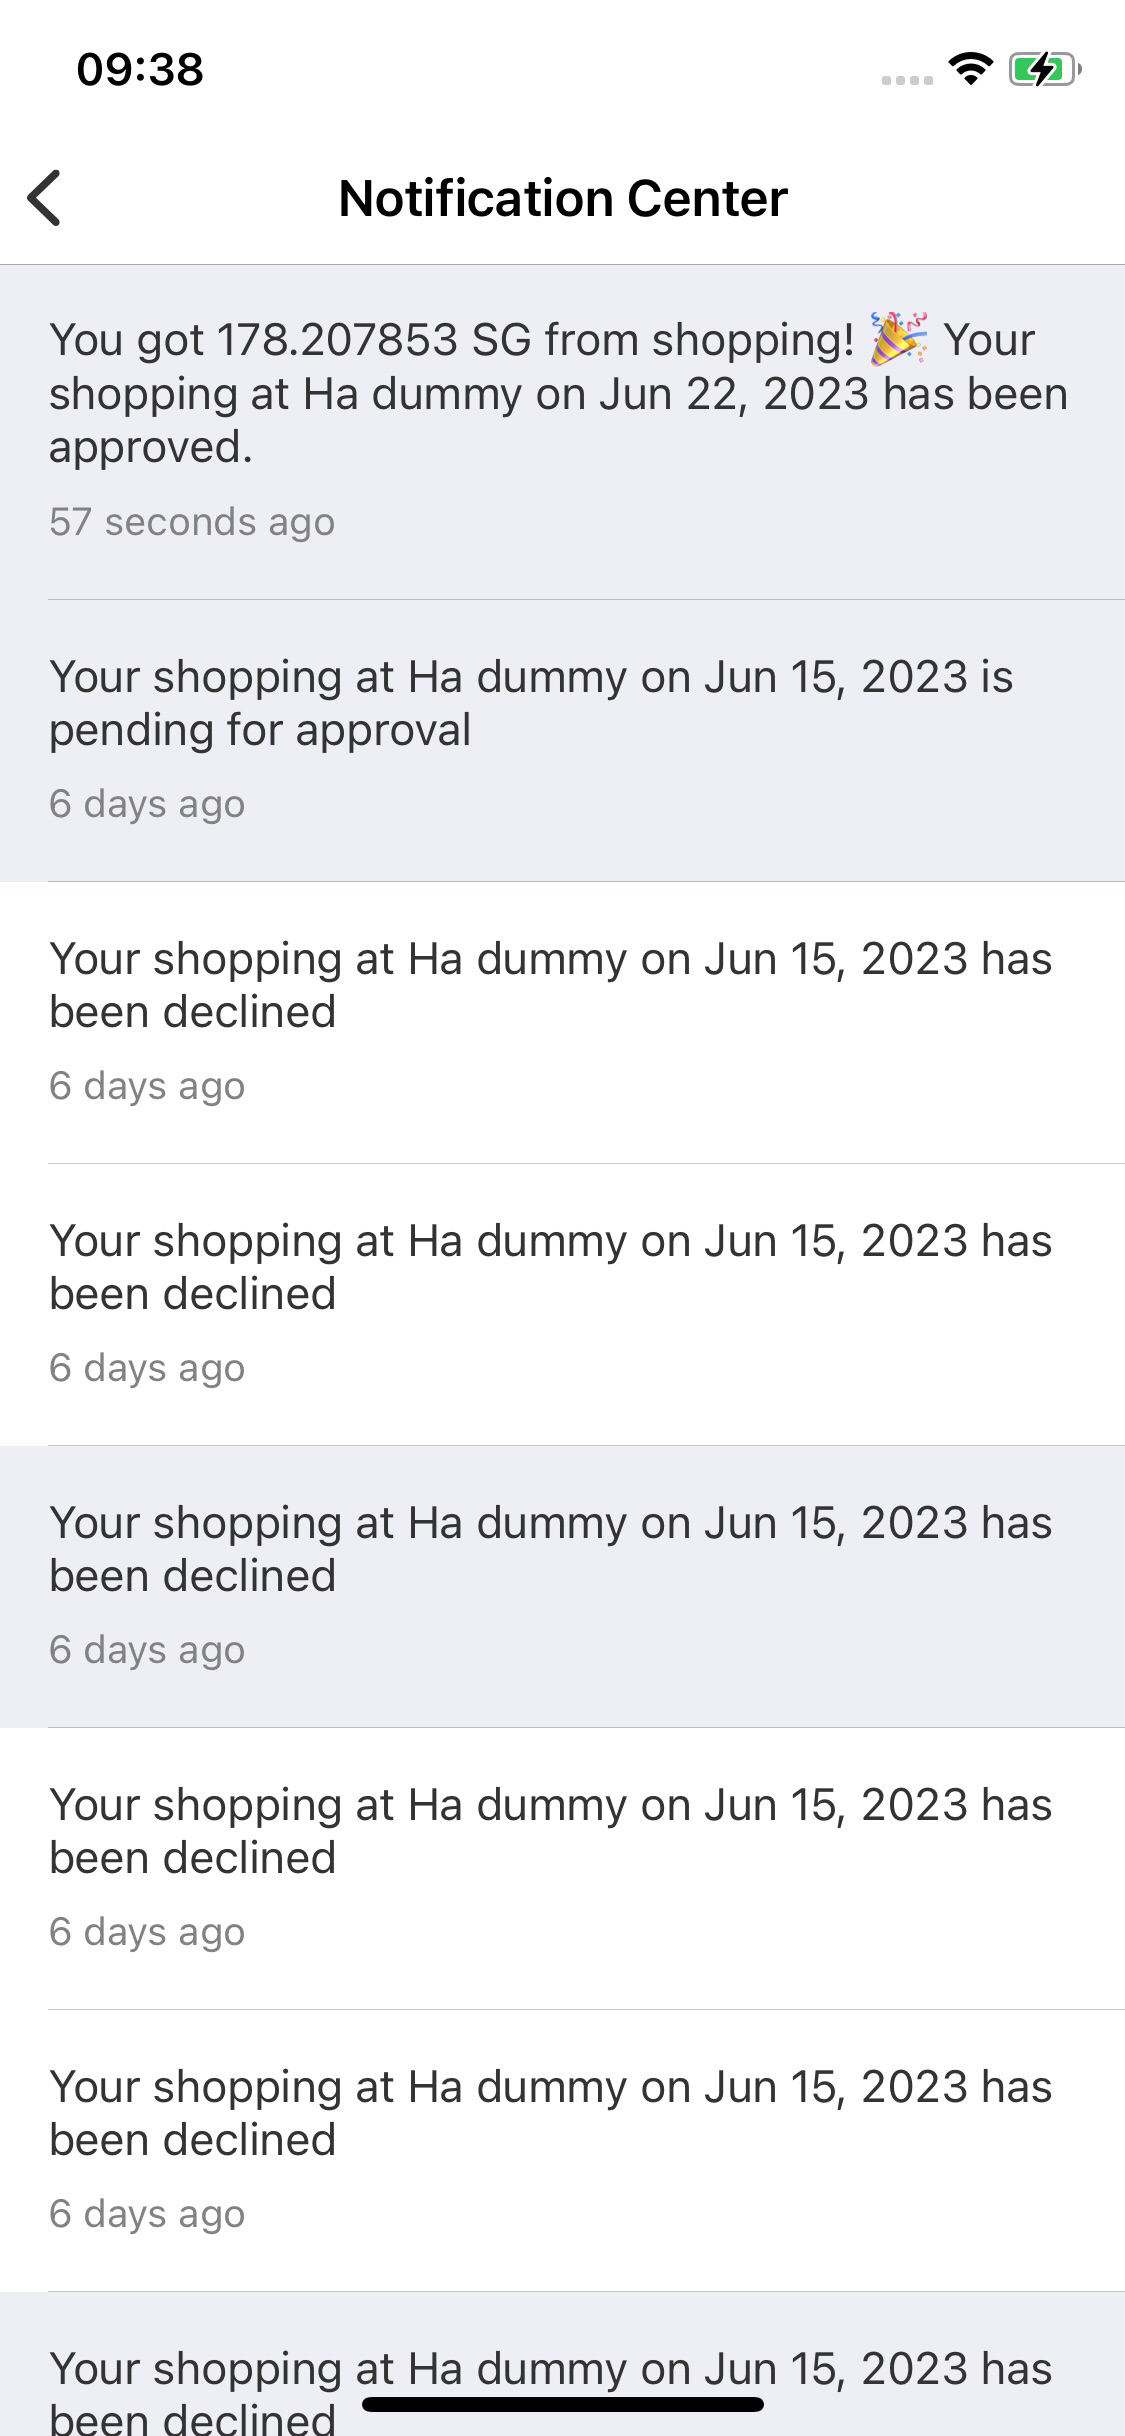 09:38
Notification Center
You got 178.207853 SG from shopping! 🎉 Your
shopping at Ha dummy on Jun 22, 2023 has been
approved.
57 seconds ago
Your shopping at Ha dummy on Jun 15, 2023 is
pending for approval
6 days ago
Your shopping at Ha dummy on Jun 15, 2023 has
been declined
6 days ago
Your shopping at Ha dummy on Jun 15, 2023 has
been declined
6 days ago
Your shopping at Ha dummy on Jun 15, 2023 has
been declined
6 days ago
Your shopping at Ha dummy on Jun 15, 2023 has
been declined
6 days ago
Your shopping at Ha dummy on Jun 15, 2023 has
been declined
6 days ago
Your shopping at Ha dummy on Jun 15, 2023 has
been declined